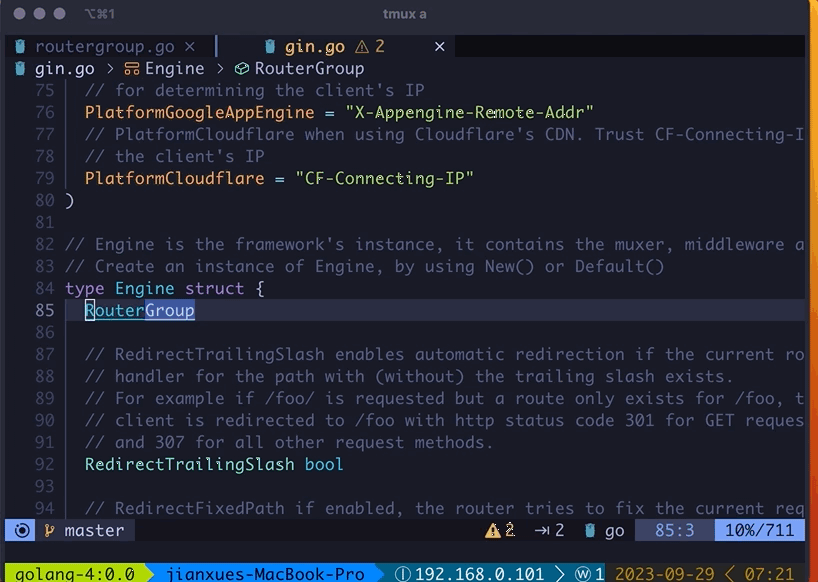 ⌥⌘1 tmux a
routergroup.go × gin.go ⚠ 2 ×
gin.go > Engine > RouterGroup
75 // for determining the client's IP
76 PlatformGoogleAppEngine = "X-Appengine-Remote-Addr"
77 // PlatformCloudflare when using Cloudflare's CDN. Trust CF-Connecting-I
78 // the client's IP
79 PlatformCloudflare = "CF-Connecting-IP"
80 )
81
82 // Engine is the framework's instance, it contains the muxer, middleware a
83 // Create an instance of Engine, by using New() or Default()
84 type Engine struct {
85 RouterGroup
86
87 // RedirectTrailingSlash enables automatic redirection if the current ro
88 // handler for the path with (without) the trailing slash exists.
89 // For example if /foo/ is requested but a route only exists for /foo, t
90 // client is redirected to /foo with http status code 301 for GET reques
91 // and 307 for all other request methods.
92 RedirectTrailingSlash bool
93
94 // RedirectFixedPath if enabled, the router tries to fix the current req
master ⚠ 2 ⇥ 2 go 85:3 10%/711
golang-4:0.0 jianxues-MacBook-Pro Ⓘ 192.168.0.101 > ⓦ 1 2023-09-29 < 07:21